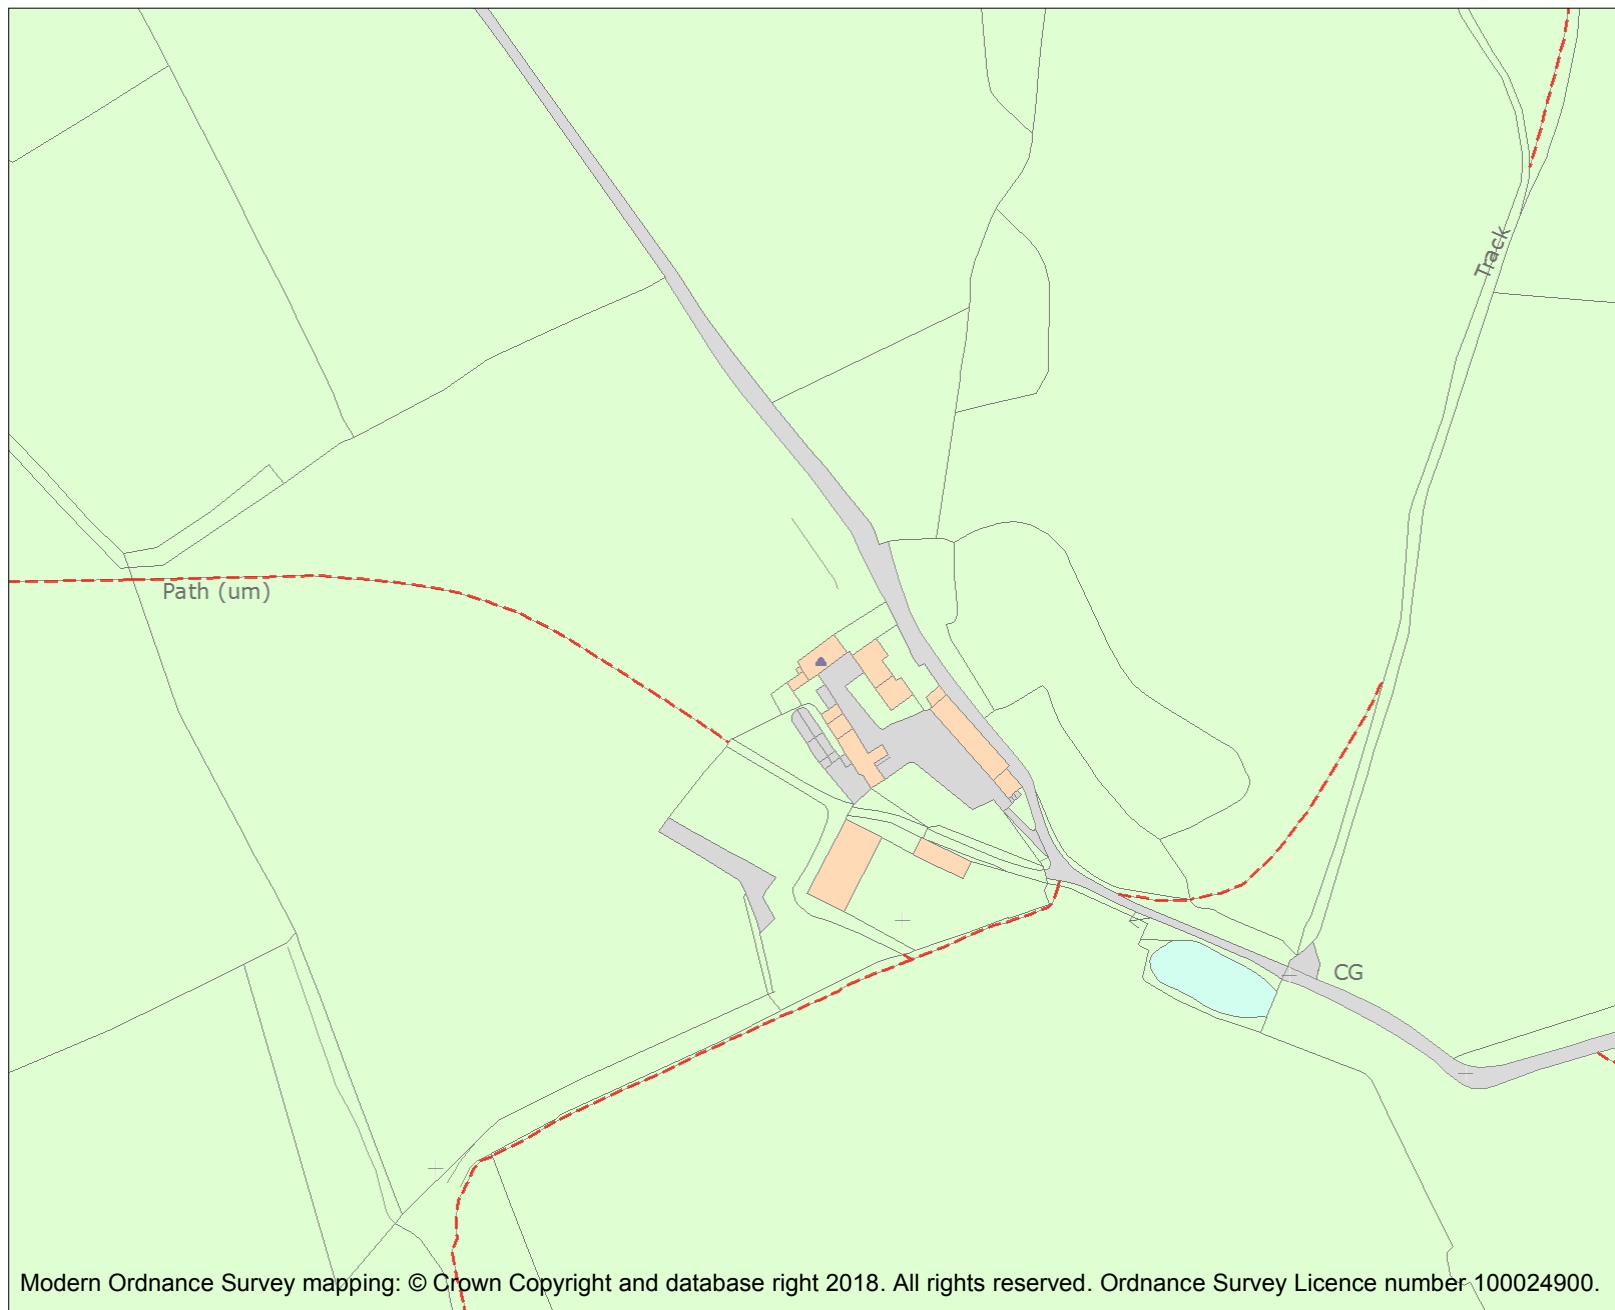 Track
Path (um)
CG
Modern Ordnance Survey mapping: © Crown Copyright and database right 2018. All rights reserved. Ordnance Survey Licence number 100024900.